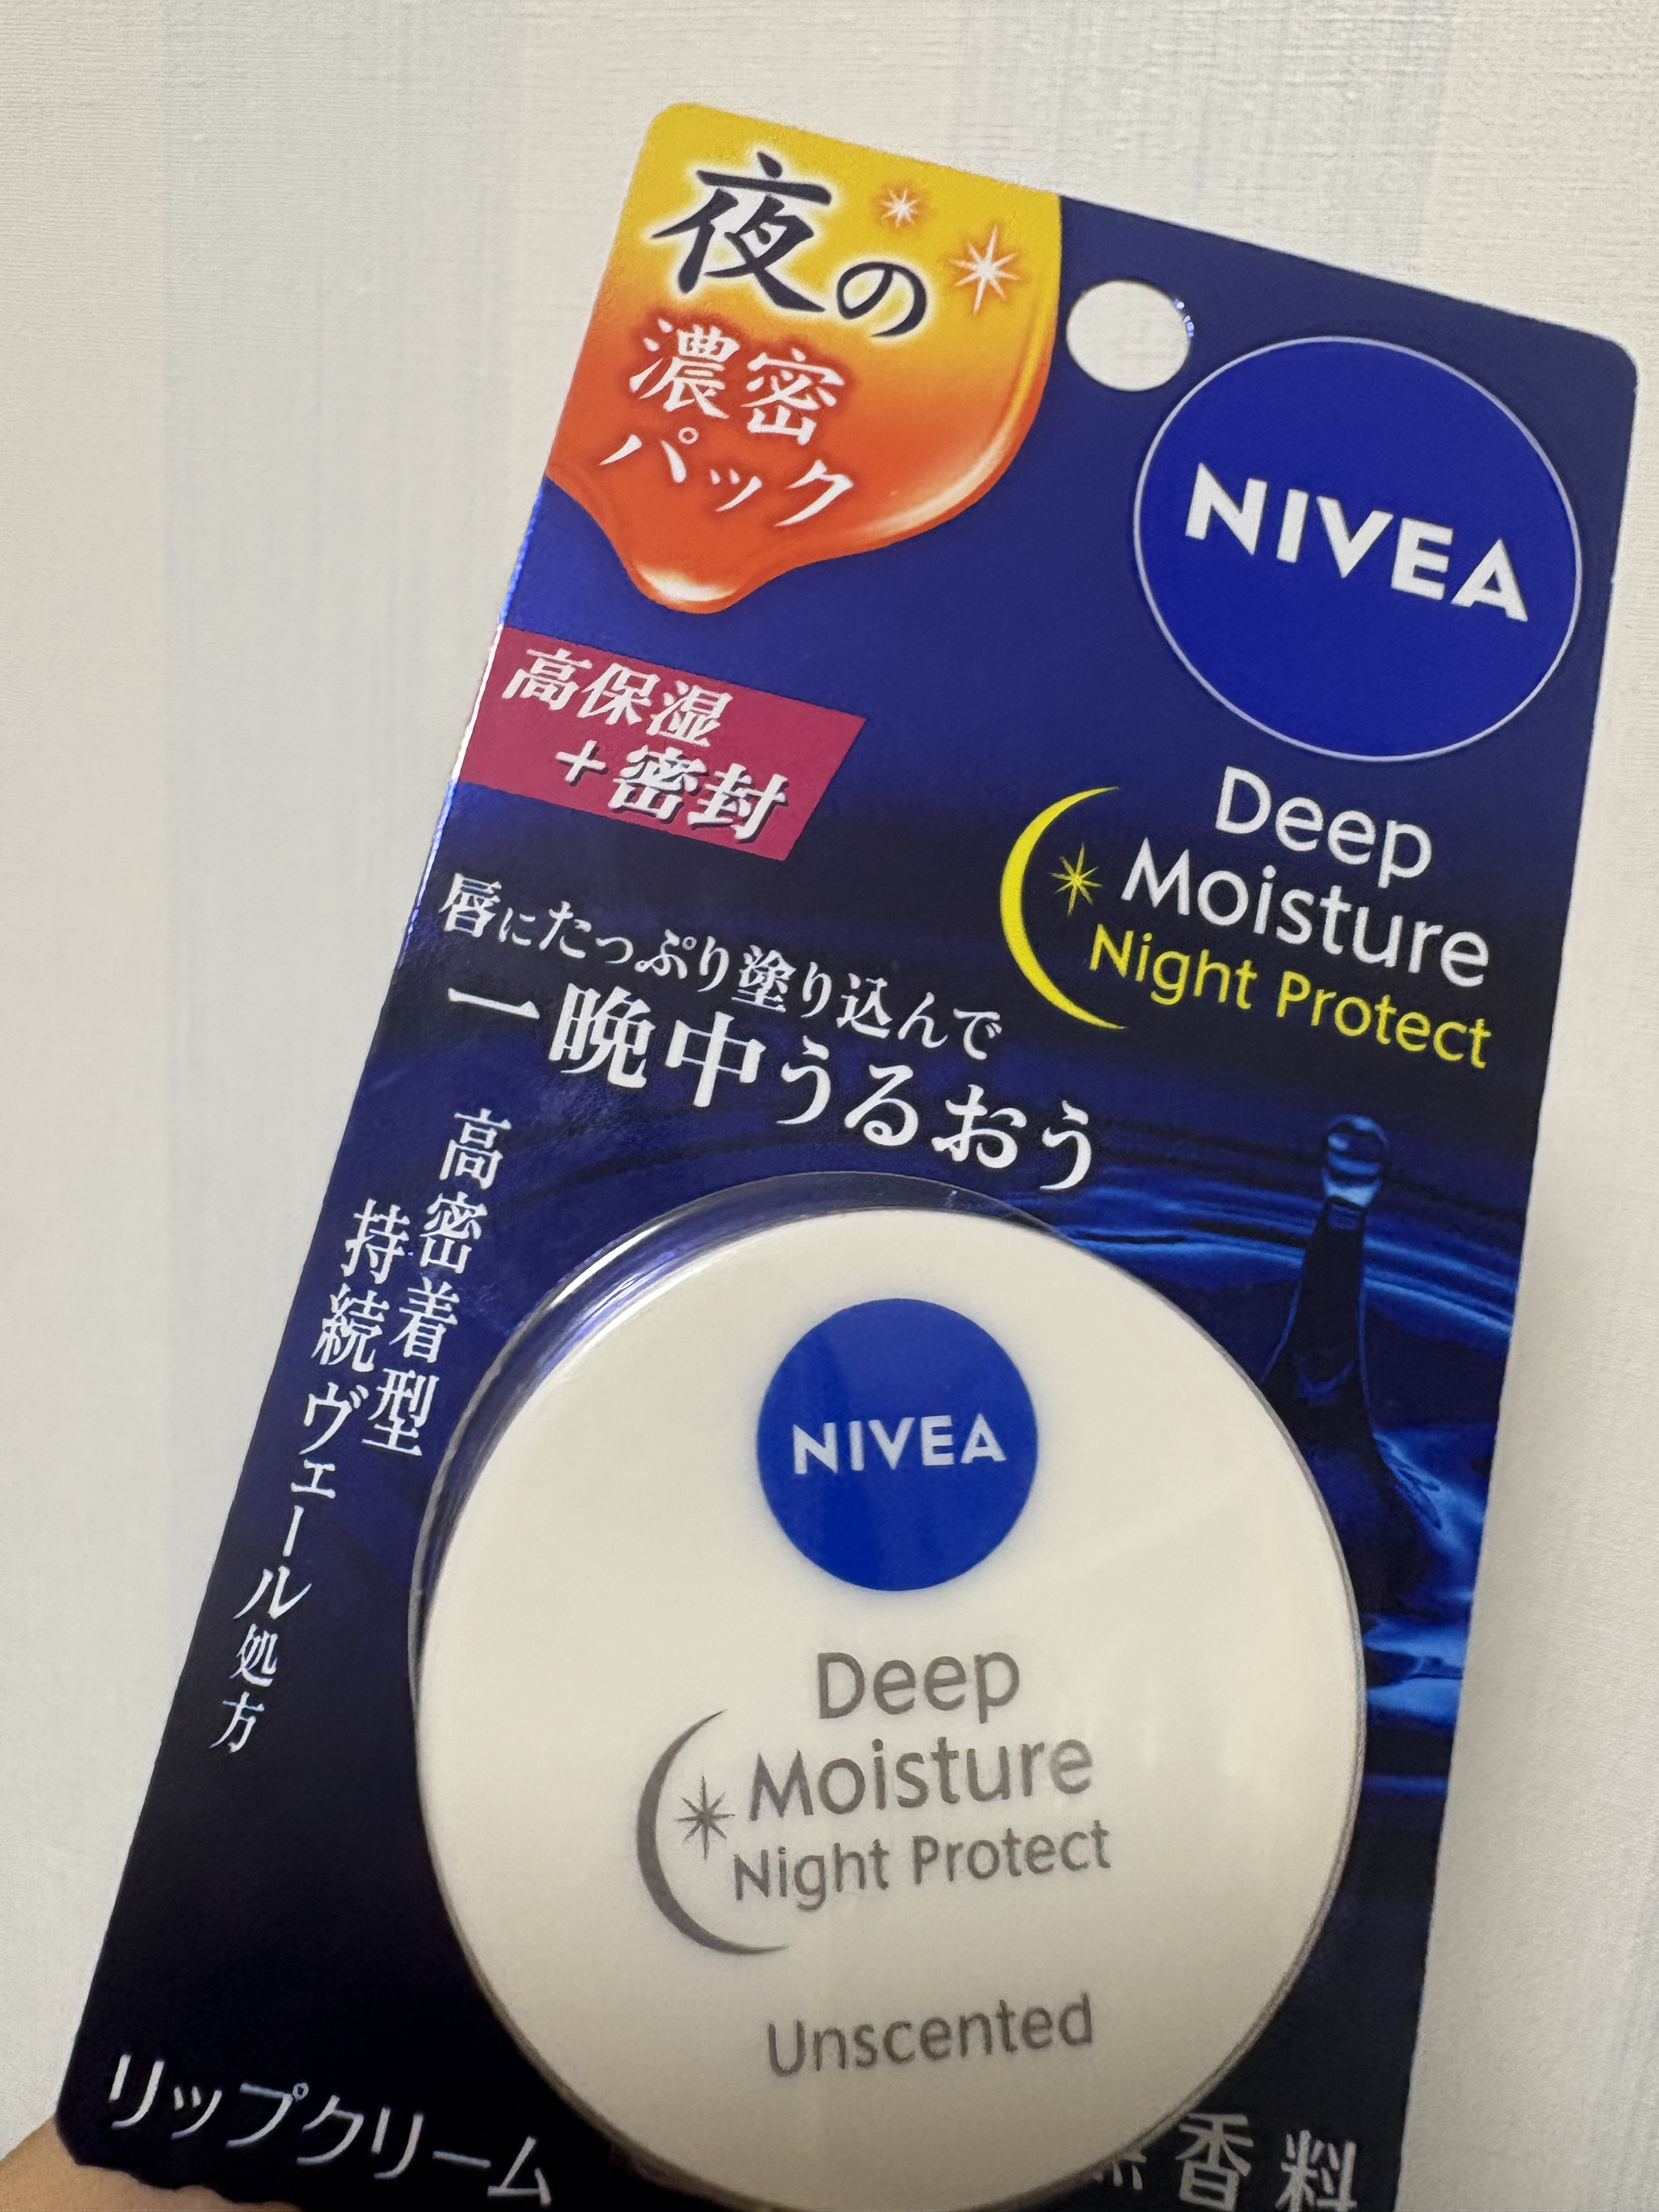 夜の
濃密
パック
NIVEA
高保湿
+密封
Deep
Moisture
Night Protect
唇にたっぷり塗り込んで
一晩中うるおう
高密着型
持続ヴェール処方
NIVEA
Deep
Moisture
Night Protect
Unscented
リップクリーム
無香料